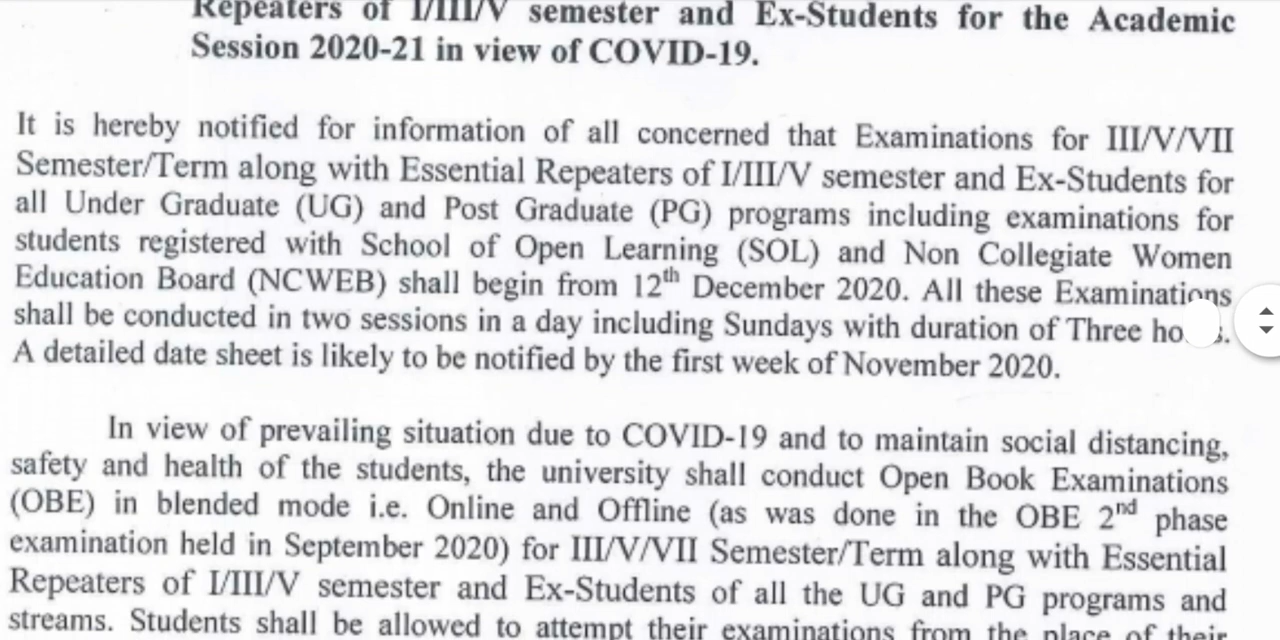 Repeaters of I/III/V semester and Ex-Students for the Academic
Session 2020-21 in view of COVID-19.
It is hereby notified for information of all concerned that Examinations for III/V/VII
Semester/Term along with Essential Repeaters of I/III/V semester and Ex-Students for
all Under Graduate (UG) and Post Graduate (PG) programs including examinations for
students registered with School of Open Learning (SOL) and Non Collegiate Women
Education Board (NCWEB) shall begin from 12th December 2020. All these Examinations
shall be conducted in two sessions in a day including Sundays with duration of Three
A detailed date sheet is likely to be notified by the first week of November 2020.
In view of prevailing situation due to COVID-19 and to maintain social distancing,
safety and health of the students, the university shall conduct Open Book Examinations
(OBE) in blended mode i.e. Online and Offline (as was done in the OBE 2nd phase
examination held in September 2020) for III/V/VII Semester/Term along with Essential
Repeaters of I/III/V semester and Ex-Students of all the UG and PG programs and
streams. Students shall be allowed to attempt their examinations from the place of their